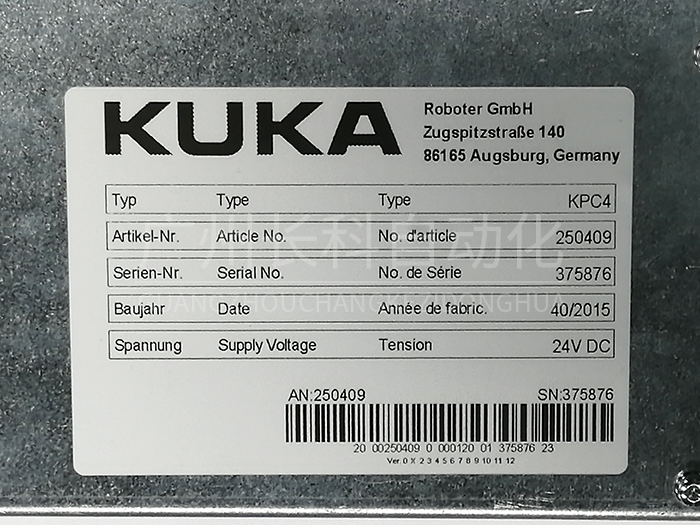 KUKA
Roboter GmbH
Zugspitzstraße 140
86165 Augsburg, Germany
Typ Type Type KPC4
Artikel-Nr. Article No. No. d'article 250409
广州长科自动化
Serien-Nr. Serial No. No. de Série 375876
GUANGZHOUCHANGKEZIDONGHUA
Baujahr Date Année de fabric. 40/2015
Spannung Supply Voltage Tension 24V DC
AN:250409 SN:375876
20 00250409 0 000120 01 375876 23
Ver.0 X 2 3 4 5 6 7 8 9 10 11 12